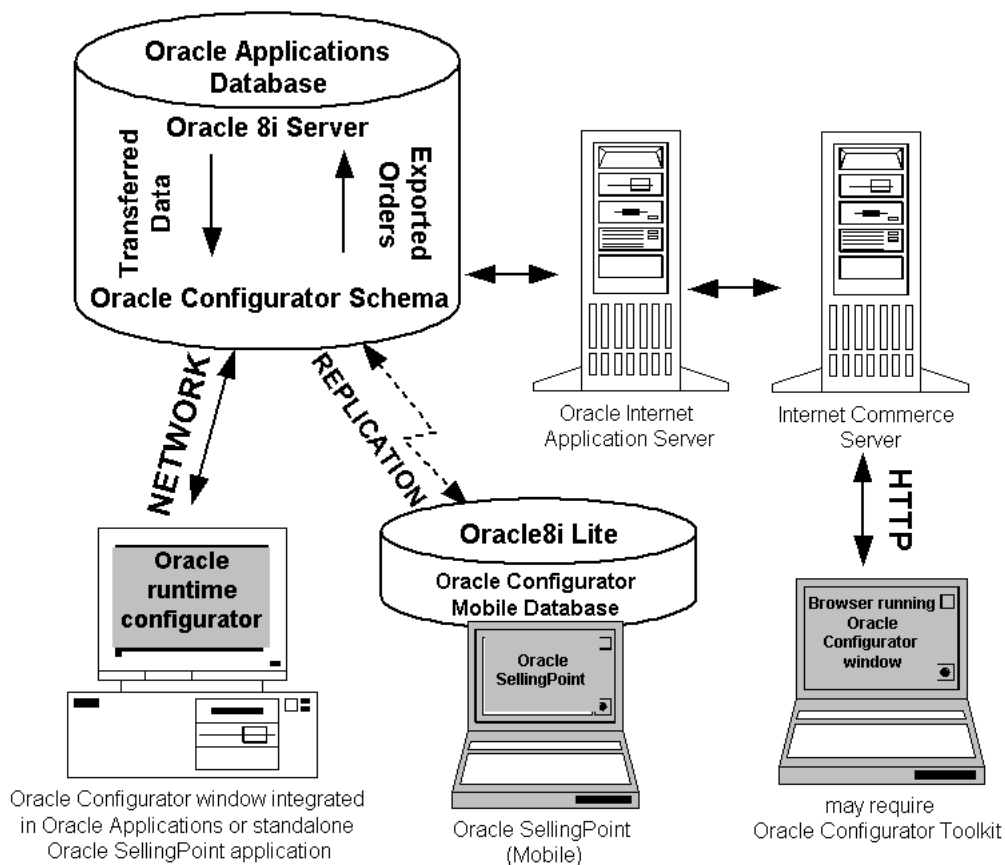 Oracle Applications
Database
Oracle 8i Server
Transferred
Data
Exported
Orders
Oracle Configurator Schema
NETWORK
REPLICATION
Oracle Internet
Application Server
Internet Commerce
Server
HTTP
Oracle
runtime
configurator
Oracle8i Lite
Oracle Configurator
Mobile Database
Oracle
SellingPoint
Browser running
Oracle
Configurator
window
Oracle Configurator window integrated
in Oracle Applications or standalone
Oracle SellingPoint application
Oracle SellingPoint
(Mobile)
may require
Oracle Configurator Toolkit